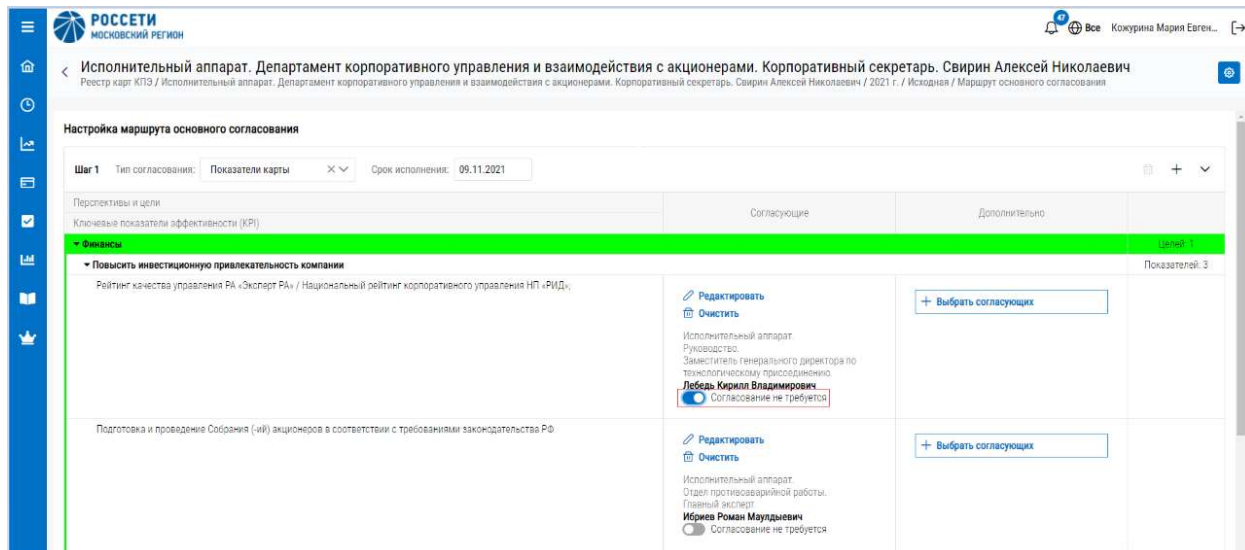 РОССЕТИ
МОСКОВСКИЙ РЕГИОН
47
Все Кожурина Мария Евген...
Исполнительный аппарат. Департамент корпоративного управления и взаимодействия с акционерами. Корпоративный секретарь. Свирин Алексей Николаевич
Реестр карт КПЭ / Исполнительный аппарат. Департамент корпоративного управления и взаимодействия с акционерами. Корпоративный секретарь. Свирин Алексей Николаевич / 2021 г. / Исходная / Маршрут основного согласования
Настройка маршрута основного согласования
Шаг 1 Тип согласования: Показатели карты Срок исполнения: 09.11.2021
Перспективы и цели
Ключевые показатели эффективности (KPI)
Согласующие
Дополнительно
Финансы
Целей: 1
Повысить инвестиционную привлекательность компании
Показателей: 3
Рейтинг качества управления РА «Эксперт РА» / Национальный рейтинг корпоративного управления НП «РИД»;
Редактировать
Очистить
Исполнительный аппарат.
Руководство.
Заместитель генерального директора по
технологическому присоединению.
Лебедь Кирилл Владимирович
Согласование не требуется
Выбрать согласующих
Подготовка и проведение Собрания (-ий) акционеров в соответствии с требованиями законодательства РФ
Редактировать
Очистить
Исполнительный аппарат.
Отдел противоаварийной работы.
Главный эксперт
Ибриев Роман Маулдыевич
Согласование не требуется
Выбрать согласующих